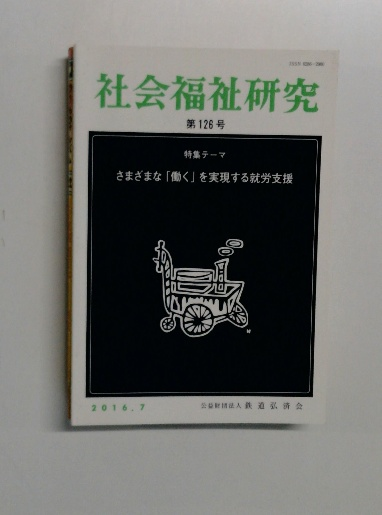 社会福祉研究
第126号
特集テーマ
さまざまな「働く」を実現する就労支援
2016.7
公益財団法人 鉄道弘済会